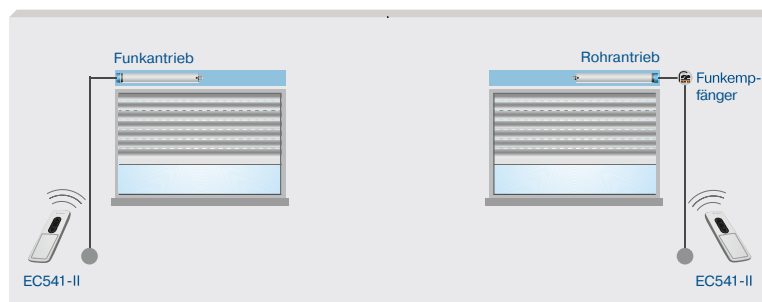 Funkantrieb
Rohrantrieb
Funkemp-
fänger
EC541-II
EC541-II